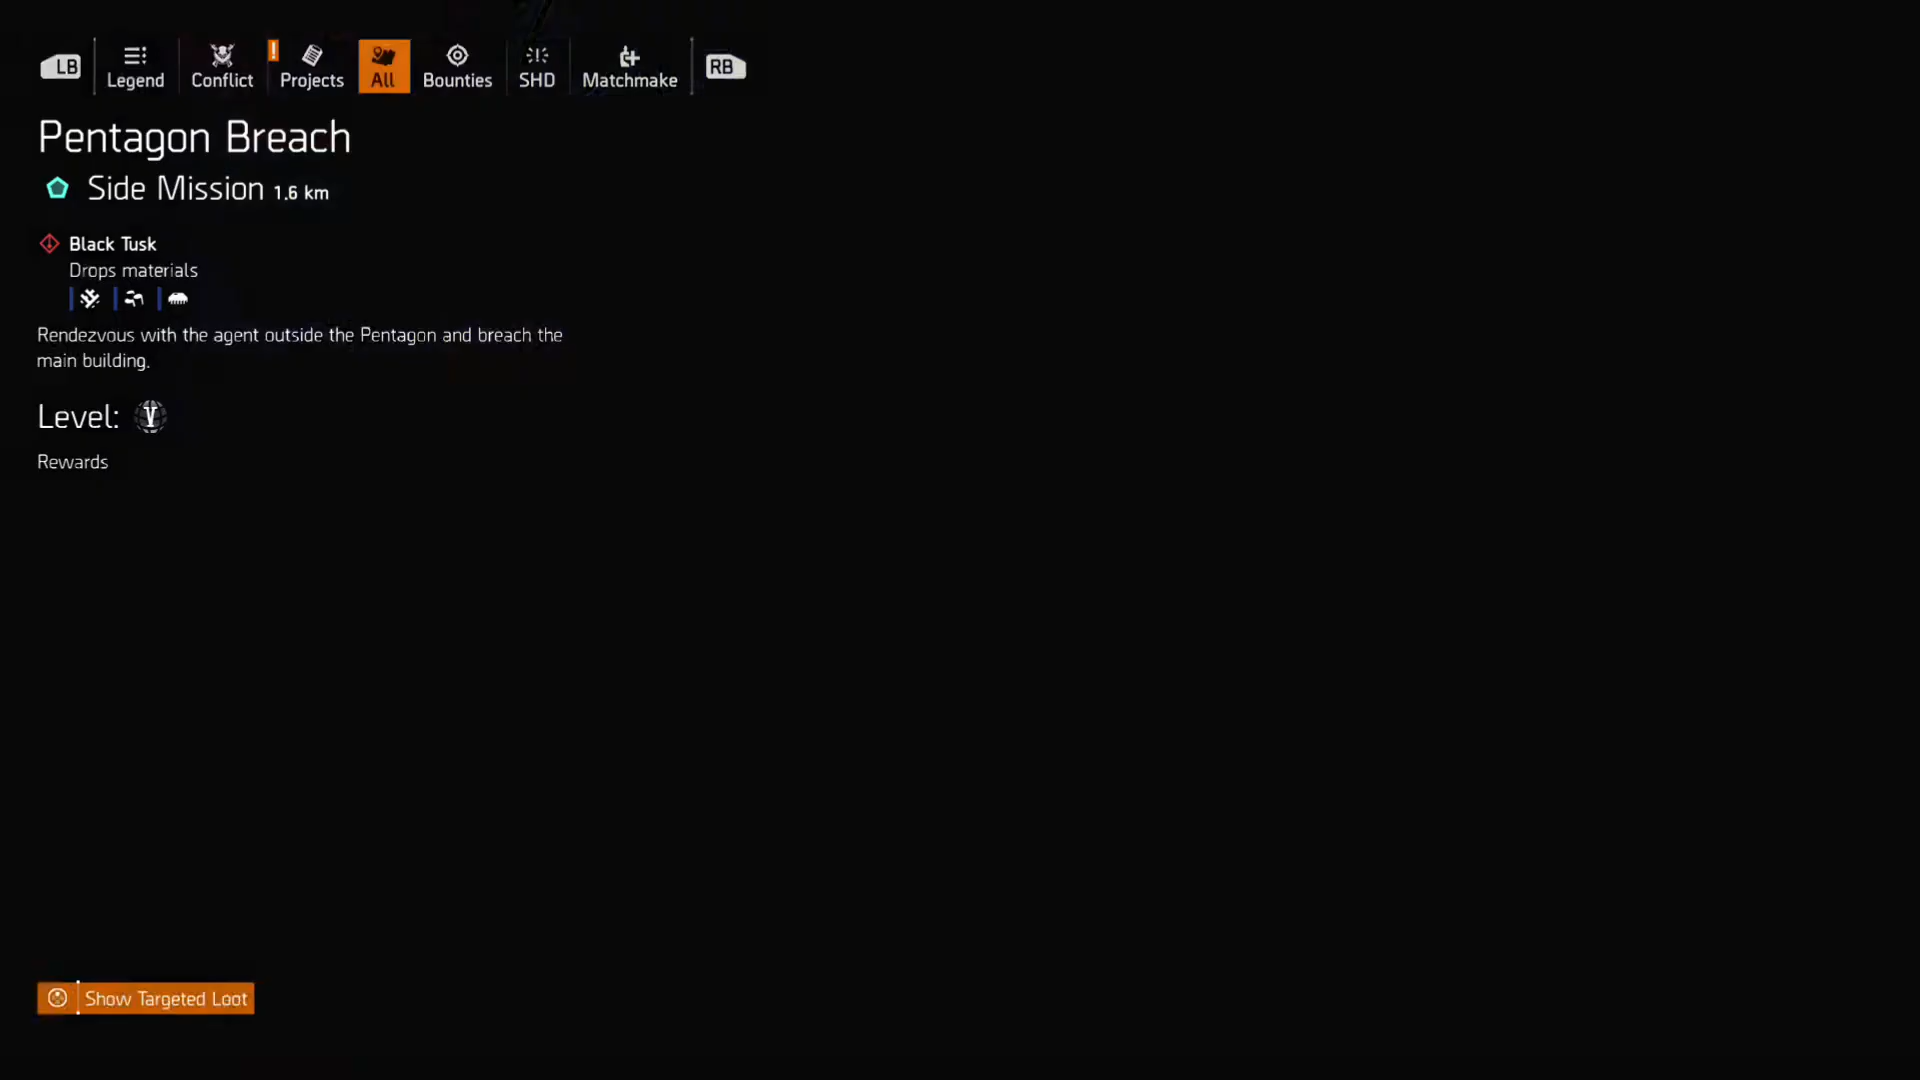 LB Legend Conflict ! Projects All Bounties SHD Matchmake RB
Pentagon Breach
Side Mission 1.6 km
Black Tusk
Drops materials
Rendezvous with the agent outside the Pentagon and breach the
main building.
Level: V
Rewards
Show Targeted Loot